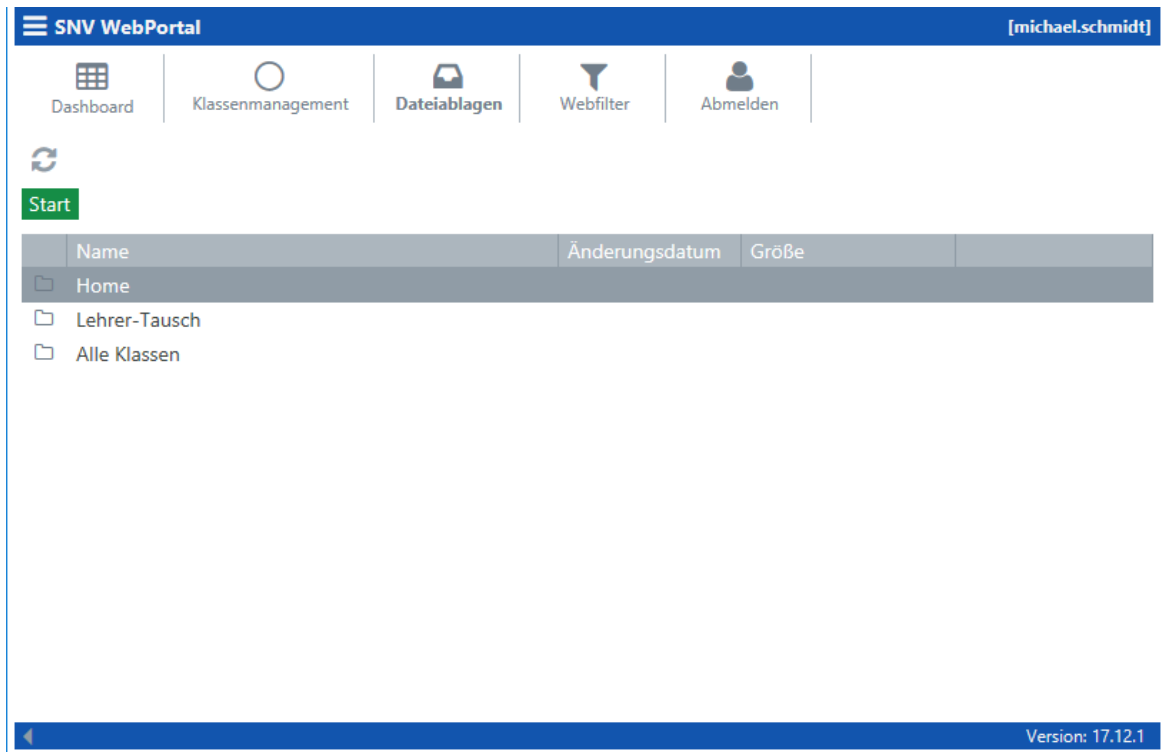 SNV WebPortal [michael.schmidt]
Dashboard Klassenmanagement Dateiablagen Webfilter Abmelden
Start
Name Änderungsdatum Größe
Home
Lehrer-Tausch
Alle Klassen
Version: 17.12.1